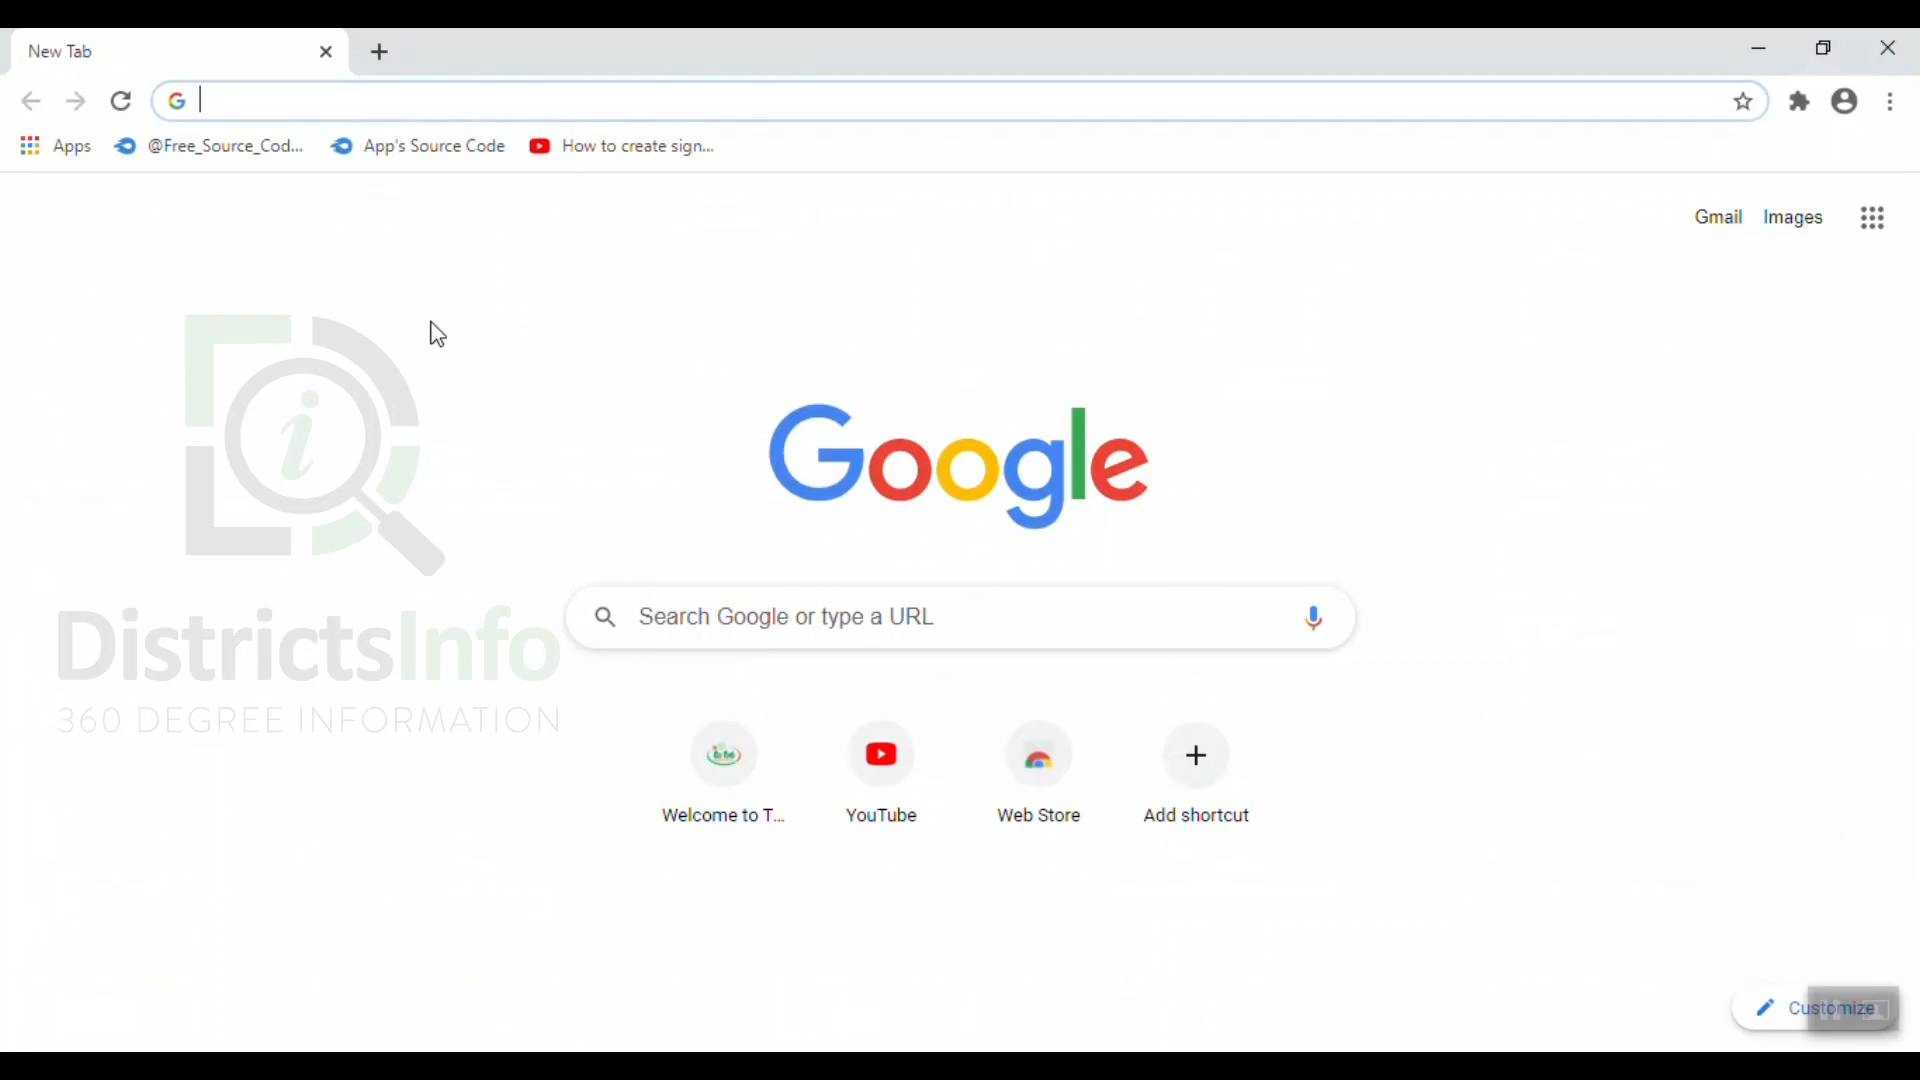 New Tab
Apps
@Free_Source_Cod...
App's Source Code
How to create sign...
Gmail
Images
Google
DistrictsInfo
360 DEGREE INFORMATION
Search Google or type a URL
Welcome to T...
YouTube
Web Store
Add shortcut
Customize